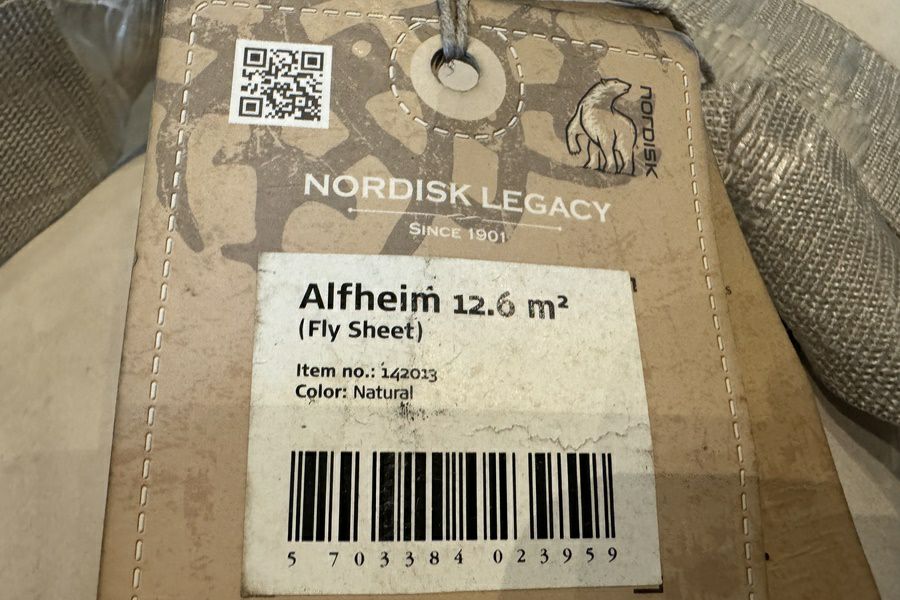 NORDISK
NORDISK LEGACY
SINCE 1901
Alfheim 12.6 m²
(Fly Sheet)
Item no.: 142013
Color: Natural
5 703384 023959